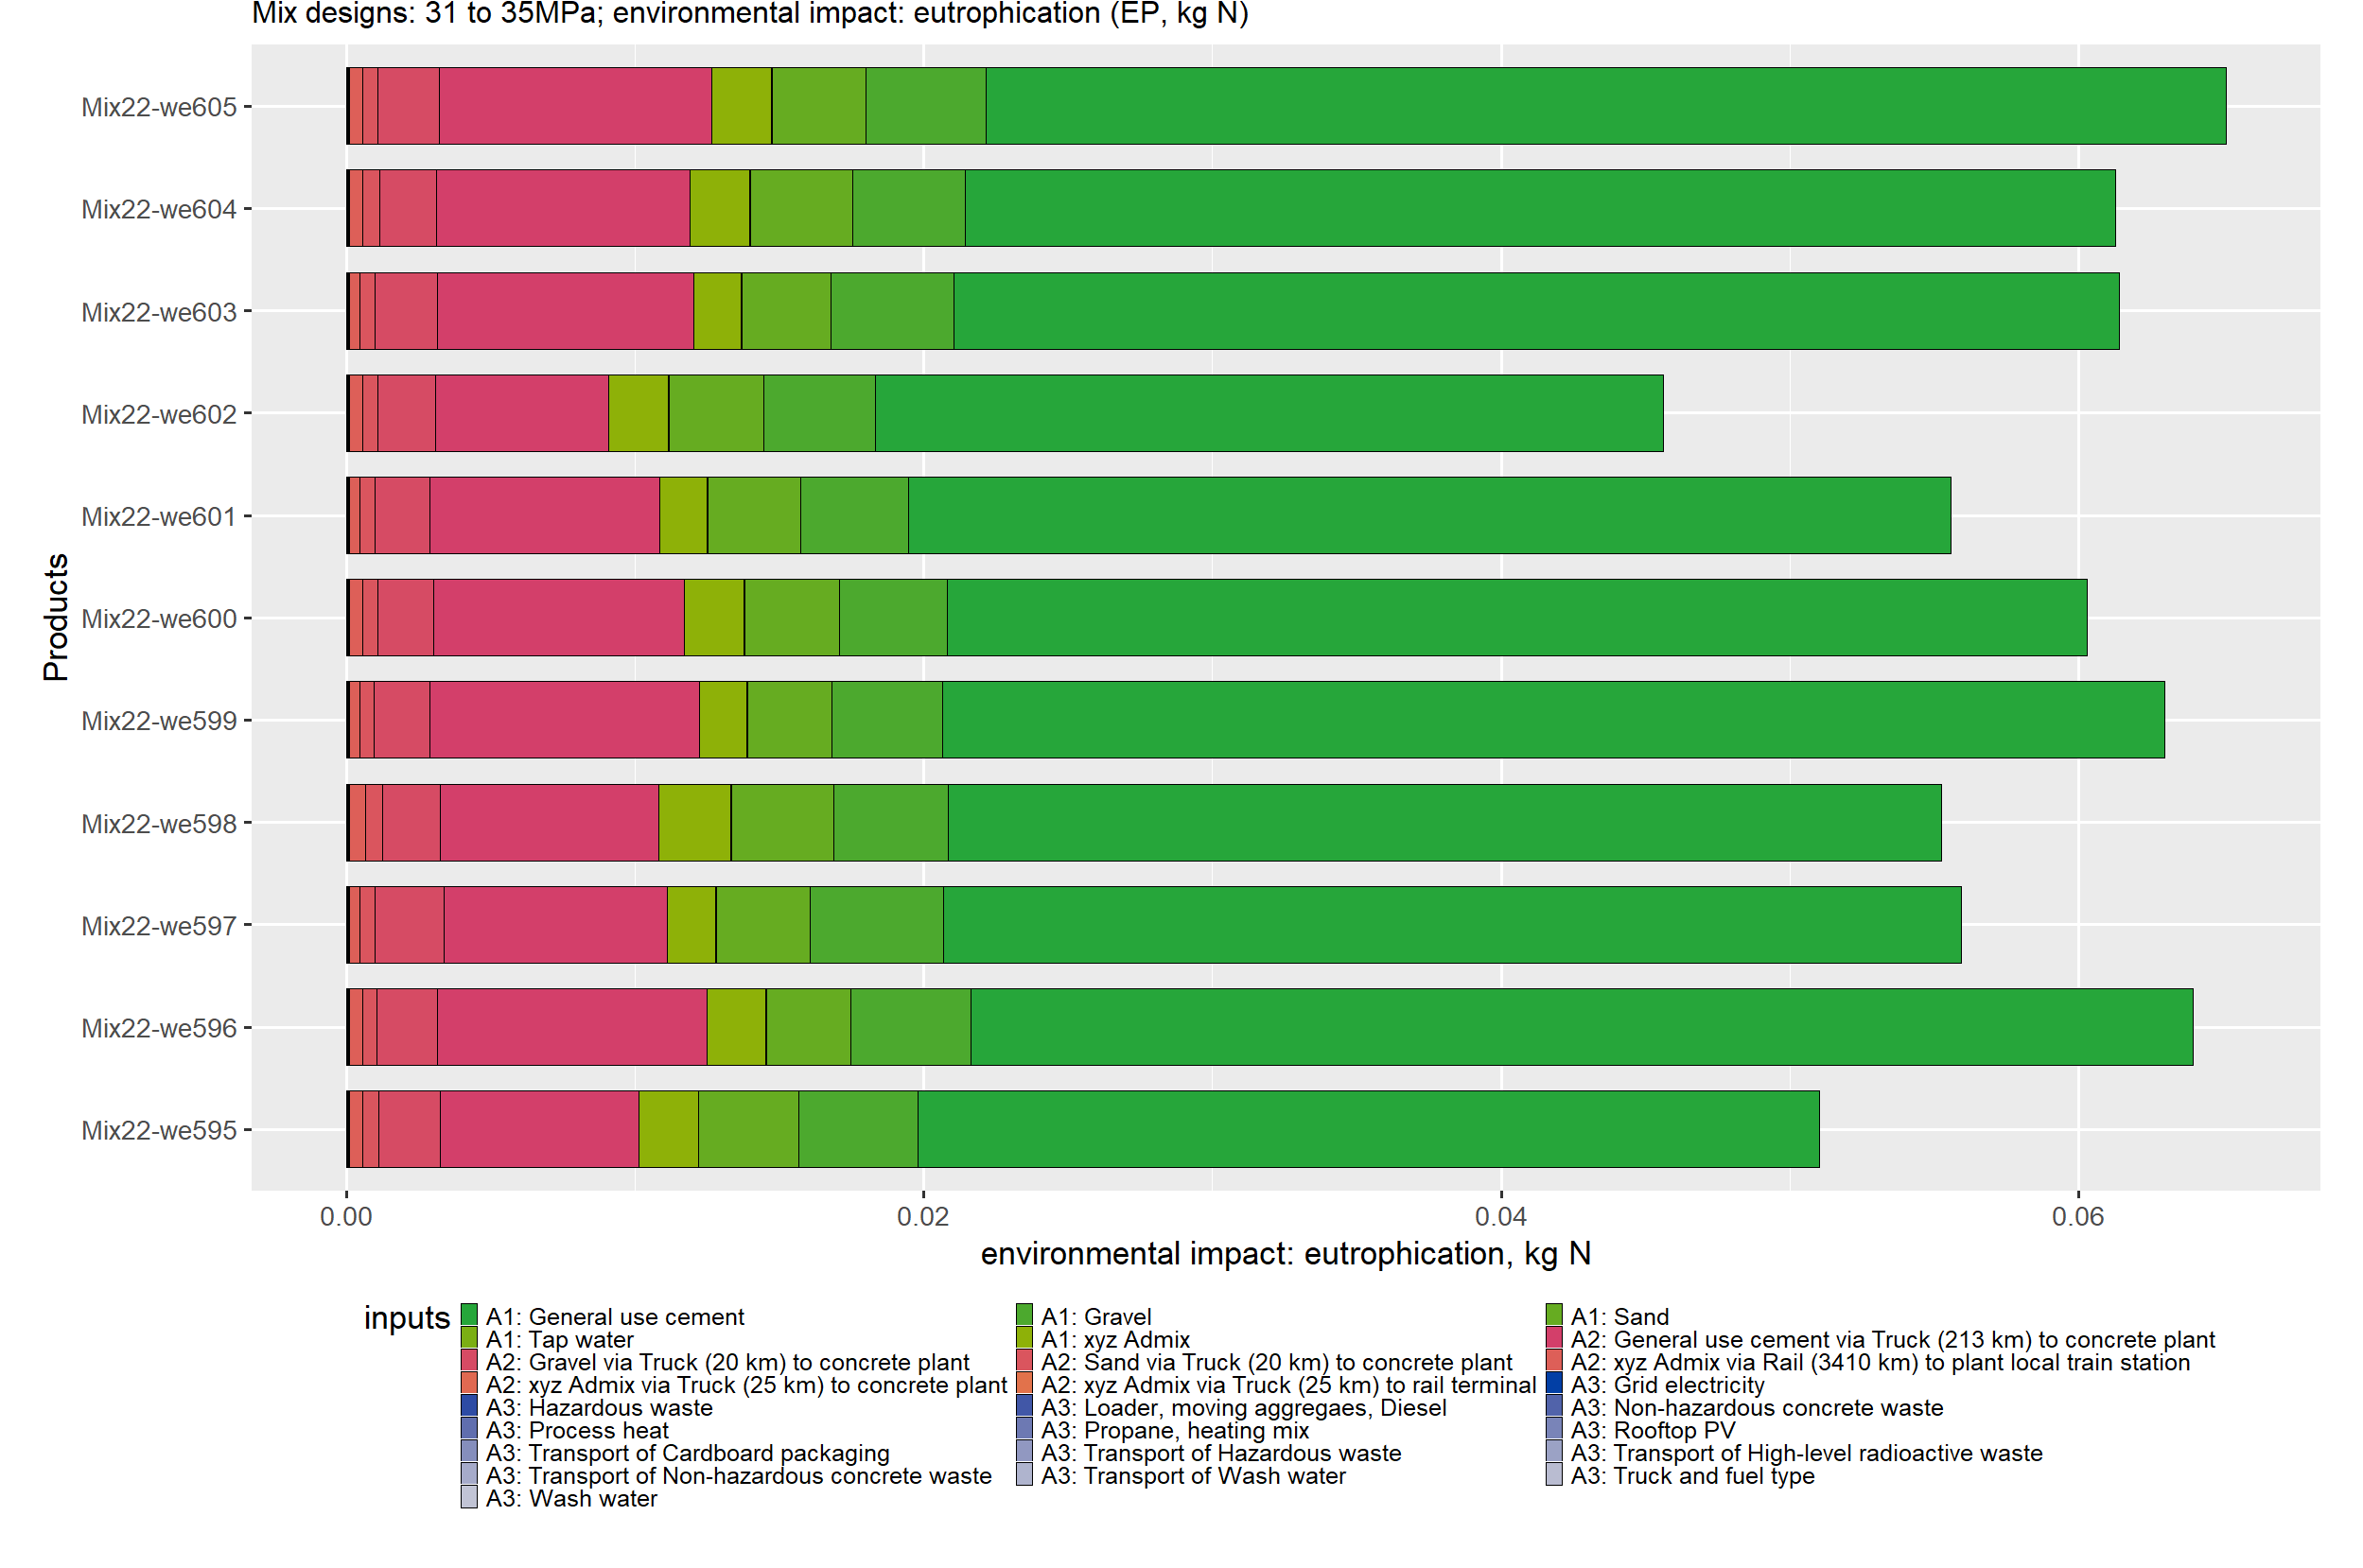 Mix designs: 31 to 35MPa; environmental impact: eutrophication (EP, kg N)
Mix22-we605
Mix22-we604
Mix22-we603
Mix22-we602
Mix22-we601
Mix22-we600
Mix22-we599
Mix22-we598
Mix22-we597
Mix22-we596
Mix22-we595
Products
0.00 0.02 0.04 0.06
environmental impact: eutrophication, kg N
inputs
A1: General use cement A1: Gravel A1: Sand
A1: Tap water A1: xyz Admix A2: General use cement via Truck (213 km) to concrete plant
A2: Gravel via Truck (20 km) to concrete plant A2: Sand via Truck (20 km) to concrete plant A2: xyz Admix via Rail (3410 km) to plant local train station
A2: xyz Admix via Truck (25 km) to concrete plant A2: xyz Admix via Truck (25 km) to rail terminal A3: Grid electricity
A3: Hazardous waste A3: Loader, moving aggregaes, Diesel A3: Non-hazardous concrete waste
A3: Process heat A3: Propane, heating mix A3: Rooftop PV
A3: Transport of Cardboard packaging A3: Transport of Hazardous waste A3: Transport of High-level radioactive waste
A3: Transport of Non-hazardous concrete waste A3: Transport of Wash water A3: Truck and fuel type
A3: Wash water